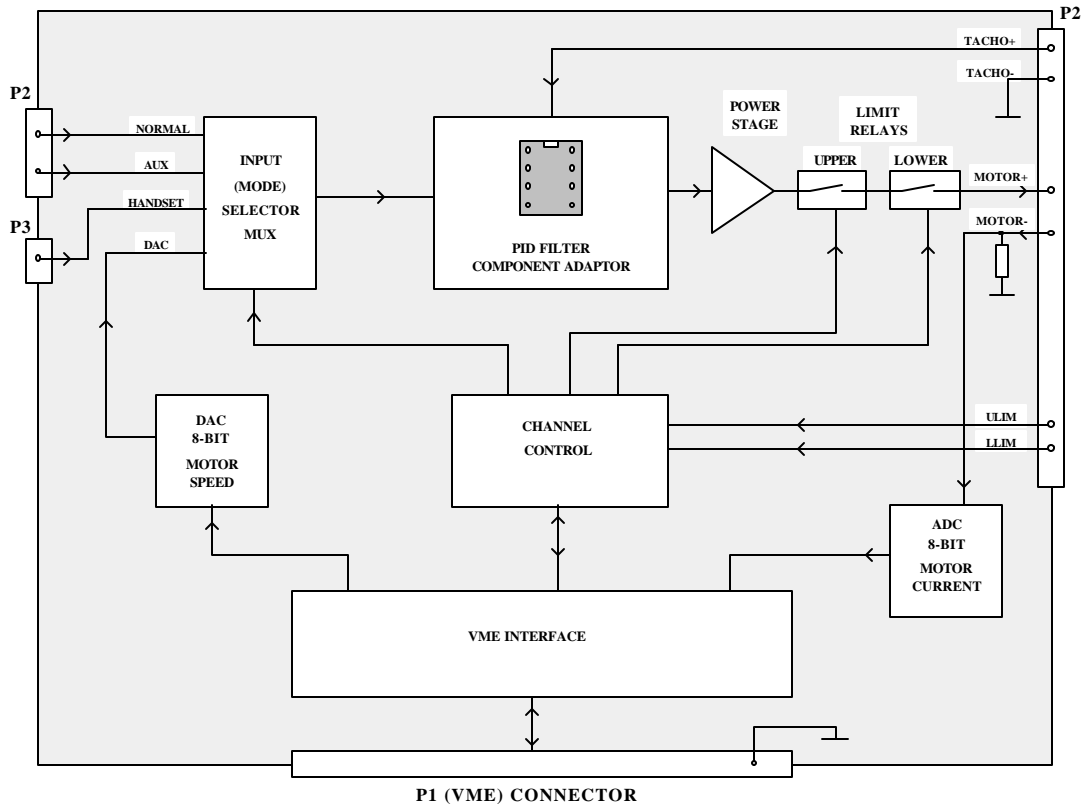 P2
TACHO+
TACHO-
P2
POWER
STAGE
LIMIT
RELAYS
NORMAL
AUX
HANDSET
DAC
INPUT
(MODE)
SELECTOR
MUX
UPPER
LOWER
MOTOR+
MOTOR-
P3
PID FILTER
COMPONENT ADAPTOR
DAC
8-BIT
MOTOR
SPEED
CHANNEL
CONTROL
ULIM
LLIM
ADC
8-BIT
MOTOR
CURRENT
VME INTERFACE
P1 (VME) CONNECTOR